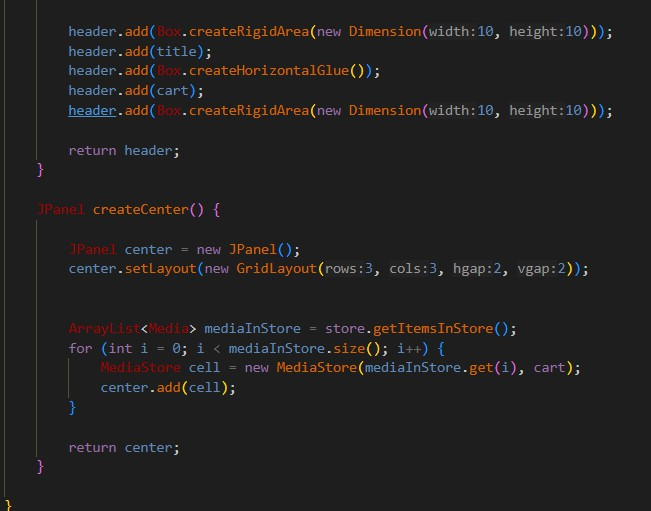 header.add(Box.createRigidArea(new Dimension(width:10, height:10)));
header.add(title);
header.add(Box.createHorizontalGlue());
header.add(cart);
header.add(Box.createRigidArea(new Dimension(width:10, height:10)));
return header;
}
JPanel createCenter() {
JPanel center = new JPanel();
center.setLayout(new GridLayout(rows:3, cols:3, hgap:2, vgap:2));
ArrayList<Media> mediaInStore = store.getItemsInStore();
for (int i = 0; i < mediaInStore.size(); i++) {
MediaStore cell = new MediaStore(mediaInStore.get(i), cart);
center.add(cell);
}
return center;
}
}